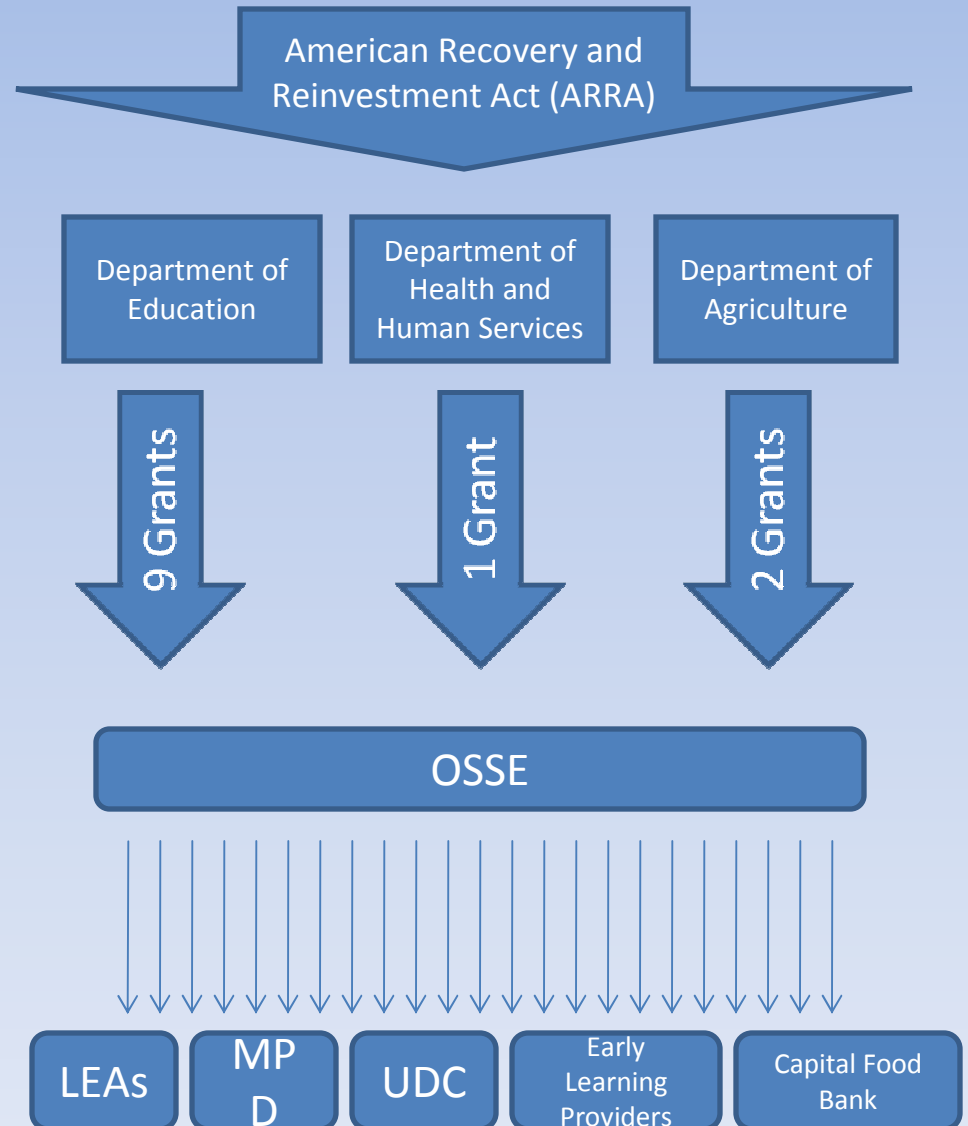 American Recovery and
Reinvestment Act (ARRA)
Department of
Education
Department of
Health and
Human Services
Department of
Agriculture
9 Grants
1 Grant
2 Grants
OSSE
LEAs
MP
D
UDC
Early
Learning
Providers
Capital Food
Bank